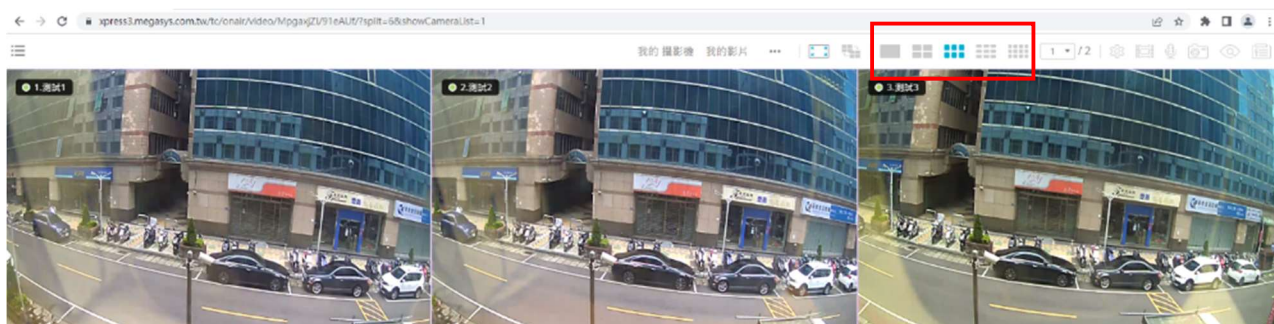 xpress3.megasys.com.tw/tc/onair/video/MpgaxjZI/91eAUf/?split=6&showCameraList=1
我的 攝影機 我的影片 ••• 1 / 2
1.測試1 2.測試2 3.測試3